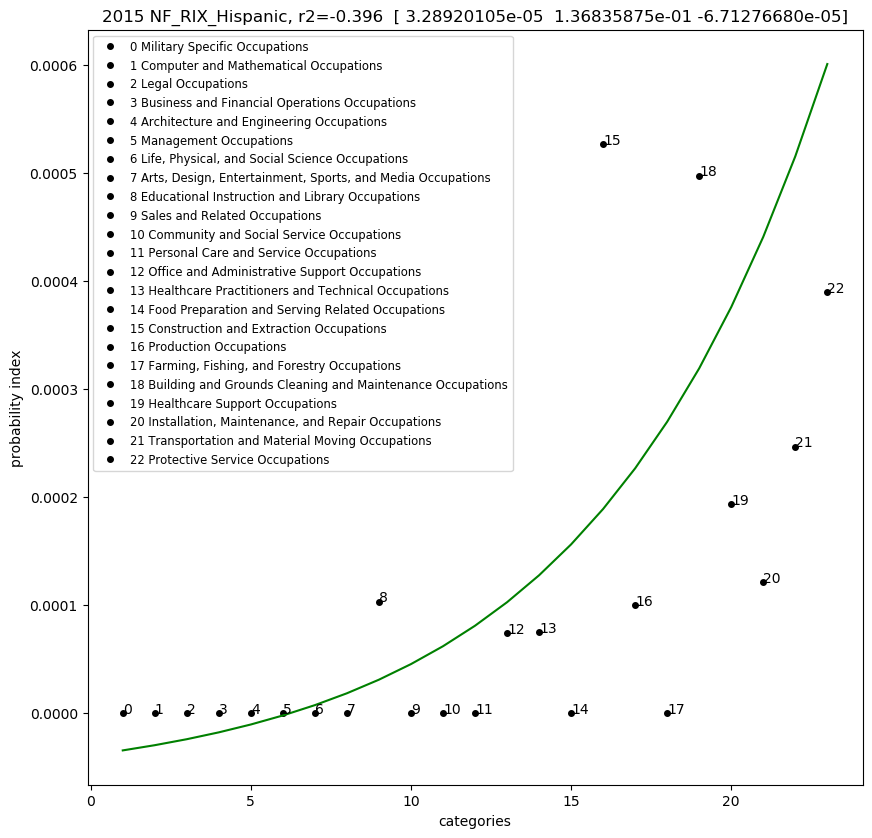 2015 NF_RIX_Hispanic, r2=-0.396  [ 3.28920105e-05  1.36835875e-01 -6.71276680e-05]
0 Military Specific Occupations
1 Computer and Mathematical Occupations
2 Legal Occupations
3 Business and Financial Operations Occupations
4 Architecture and Engineering Occupations
5 Management Occupations
6 Life, Physical, and Social Science Occupations
7 Arts, Design, Entertainment, Sports, and Media Occupations
8 Educational Instruction and Library Occupations
9 Sales and Related Occupations
10 Community and Social Service Occupations
11 Personal Care and Service Occupations
12 Office and Administrative Support Occupations
13 Healthcare Practitioners and Technical Occupations
14 Food Preparation and Serving Related Occupations
15 Construction and Extraction Occupations
16 Production Occupations
17 Farming, Fishing, and Forestry Occupations
18 Building and Grounds Cleaning and Maintenance Occupations
19 Healthcare Support Occupations
20 Installation, Maintenance, and Repair Occupations
21 Transportation and Material Moving Occupations
22 Protective Service Occupations
probability index
0.0006
0.0005
0.0004
0.0003
0.0002
0.0001
0.0000
15
18
22
21
19
20
8
16
12
13
0 1 2 3 4 5 6 7 9 10 11 14 17
0 5 10 15 20
categories